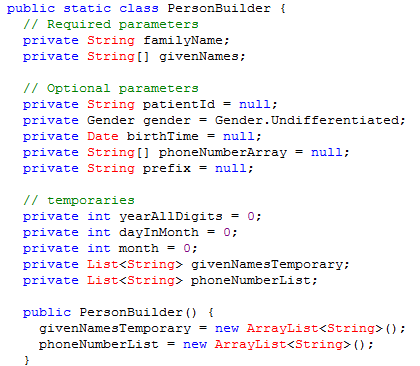 public static class PersonBuilder {
// Required parameters
private String familyName;
private String[] givenNames;
// Optional parameters
private String patientId = null;
private Gender gender = Gender.Undifferentiated;
private Date birthTime = null;
private String[] phoneNumberArray = null;
private String prefix = null;
// temporaries
private int yearAllDigits = 0;
private int dayInMonth = 0;
private int month = 0;
private List<String> givenNamesTemporary;
private List<String> phoneNumberList;
public PersonBuilder() {
givenNamesTemporary = new ArrayList<String>();
phoneNumberList = new ArrayList<String>();
}